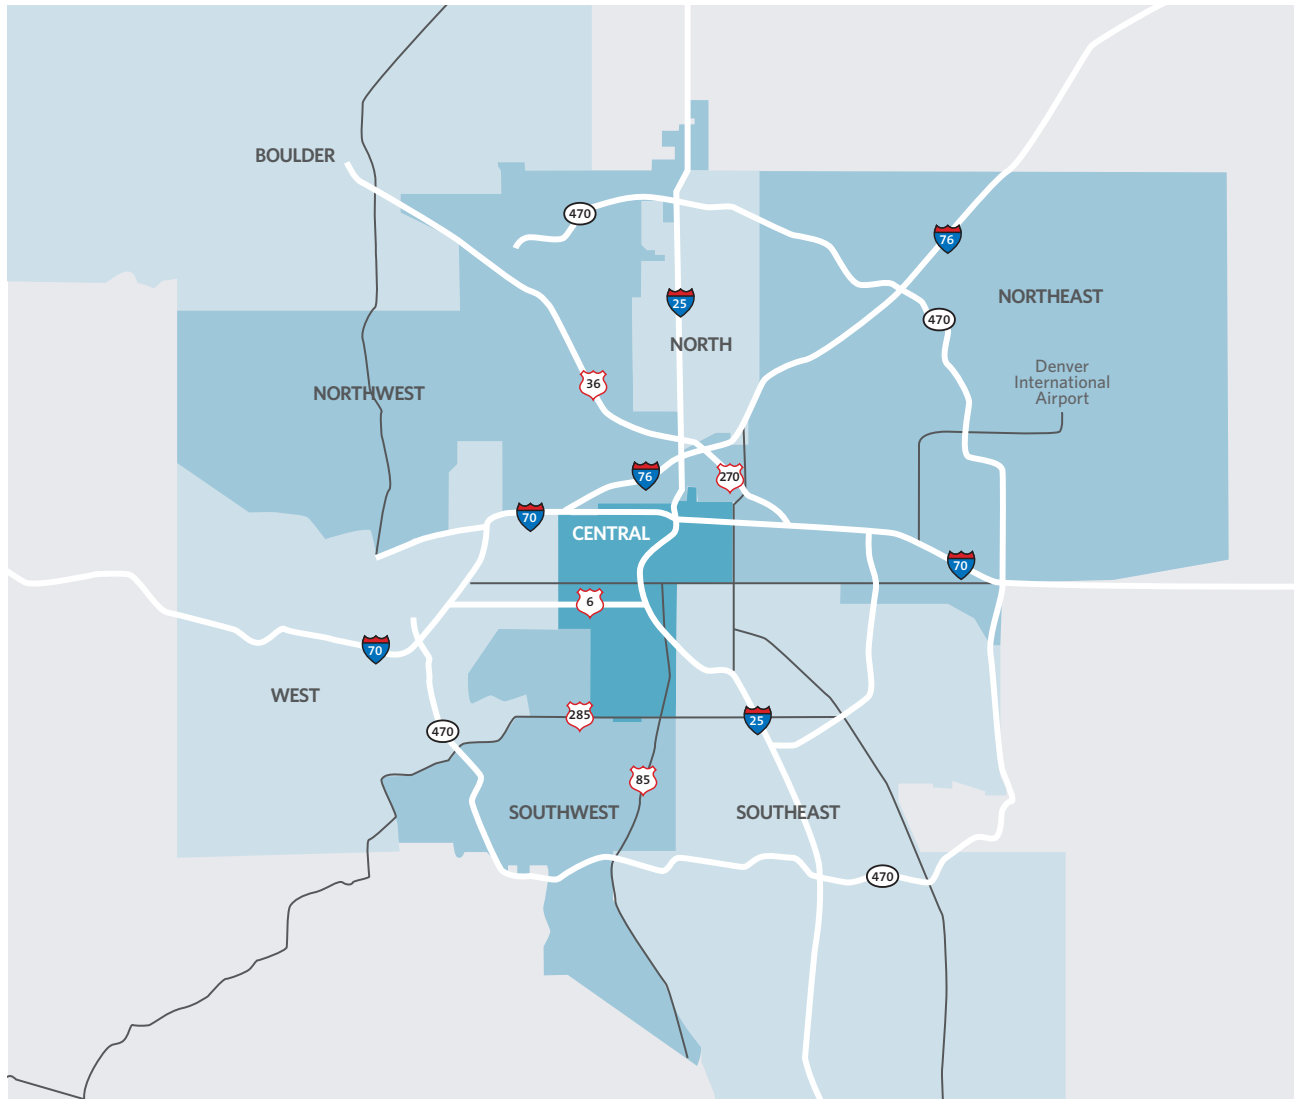 BOULDER
470
76
25
NORTHEAST
470
NORTH
Denver
International
Airport
36
NORTHWEST
76
270
70
CENTRAL
70
6
70
WEST
285
25
470
85
SOUTHWEST
SOUTHEAST
470